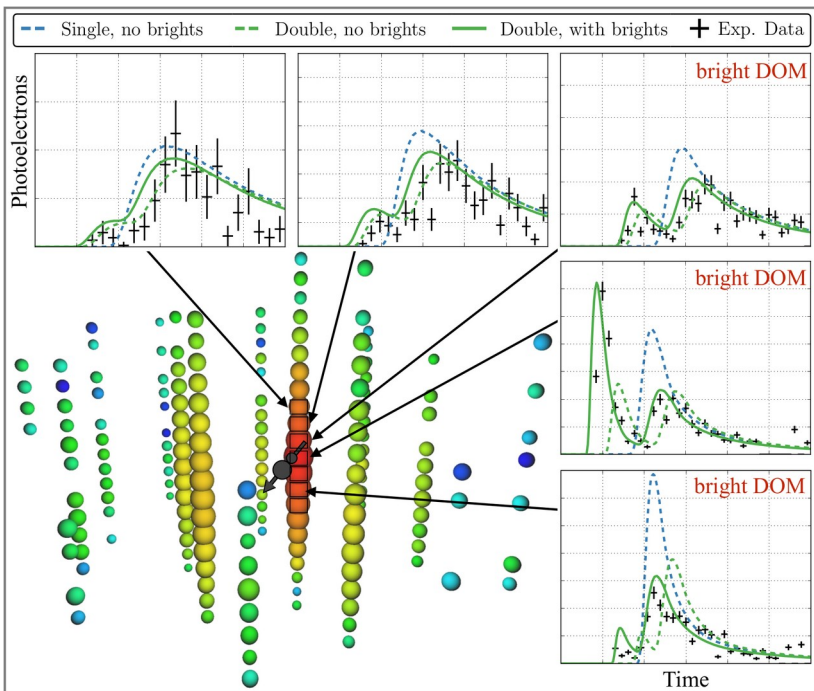 Single, no brights Double, no brights Double, with brights Exp. Data
Photoelectrons
bright DOM
bright DOM
bright DOM
Time